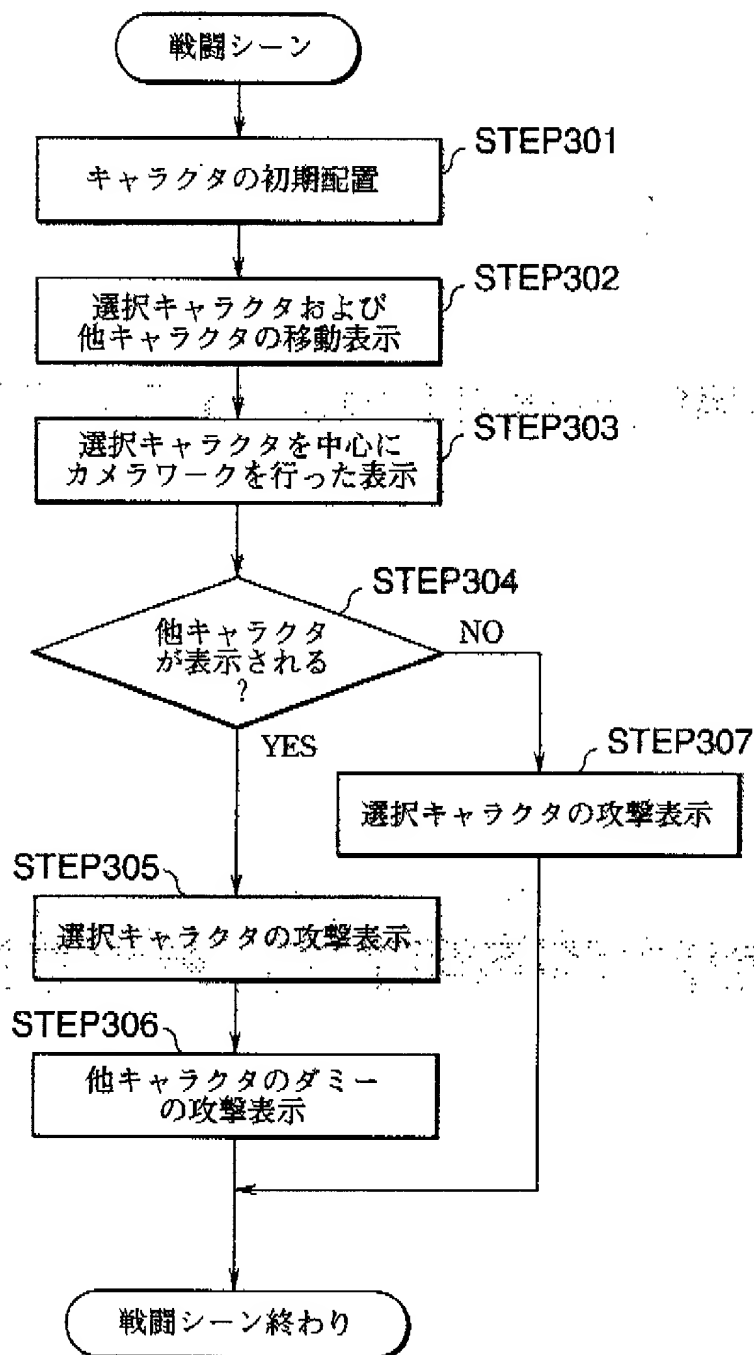 戦闘シーン
STEP301
キャラクタの初期配置
STEP302
選択キャラクタおよび
他キャラクタの移動表示
STEP303
選択キャラクタを中心に
カメラワークを行った表示
STEP304
他キャラクタ
が表示される
?
NO
YES
STEP307
選択キャラクタの攻撃表示
STEP305
選択キャラクタの攻撃表示
STEP306
他キャラクタのダミー
の攻撃表示
戦闘シーン終わり